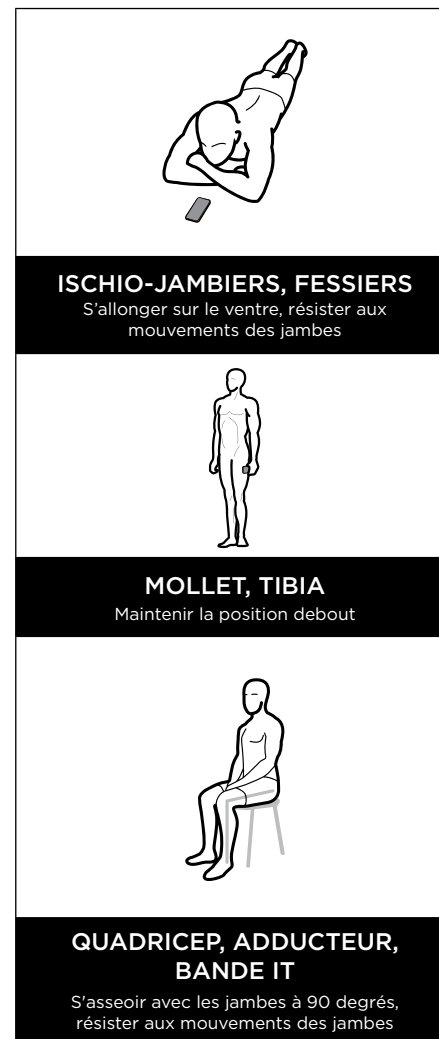 ISCHIO-JAMBIERS, FESSIERS
S’allonger sur le ventre, résister aux
mouvements des jambes
MOLLET, TIBIA
Maintenir la position debout
QUADRICEP, ADDUCTEUR,
BANDE IT
S'asseoir avec les jambes à 90 degrés,
résister aux mouvements des jambes